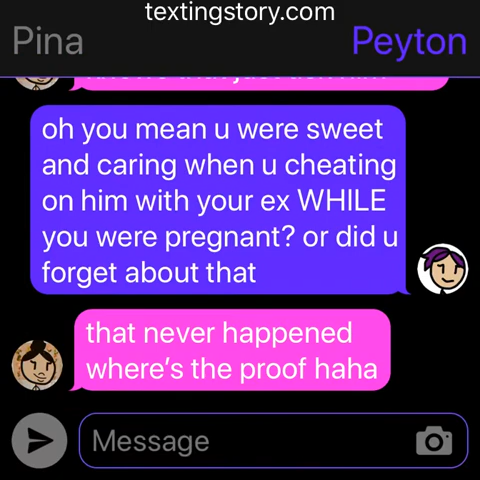 textingstory.com
Pina
Peyton
oh you mean u were sweet
and caring when u cheating
on him with your ex WHILE
you were pregnant? or did u
forget about that
that never happened
where's the proof haha
Message